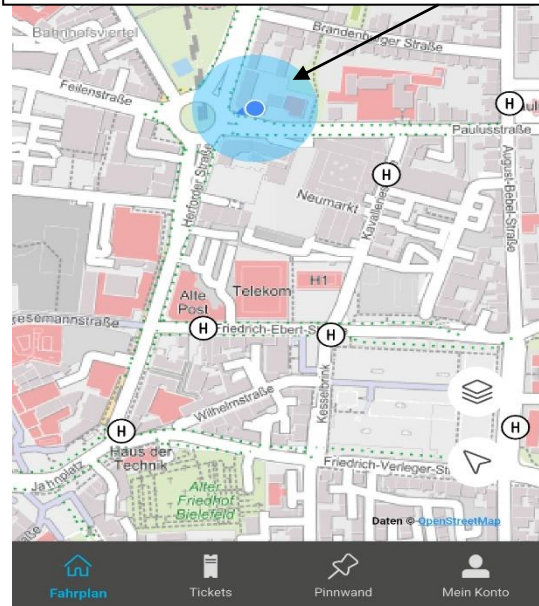 Bahnhofsviertel
Brandenburger Straße
Feilenstraße
H
Paulusstraße
Herforder Straße
H
Neumarkt
Kavalleriestraße
August-Bebel-Straße
Alte
Post
Telekom
H1
H
Friedrich-Ebert-S
H
Wilhelmstraße
Kesselbrink
H
H
Haus der
Technik
Jahnplatz
Friedrich-Verleger-Str
Alter
Friedhof
Bielefeld
Daten © OpenStreetMap
Fahrplan
Tickets
Pinnwand
Mein Konto